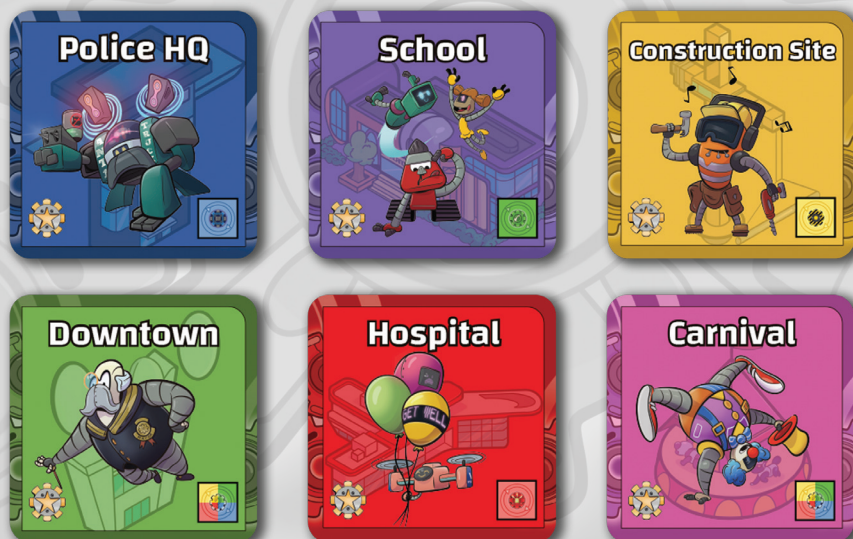 Police HQ
School
Construction Site
Downtown
Hospital
GET WELL
Carnival